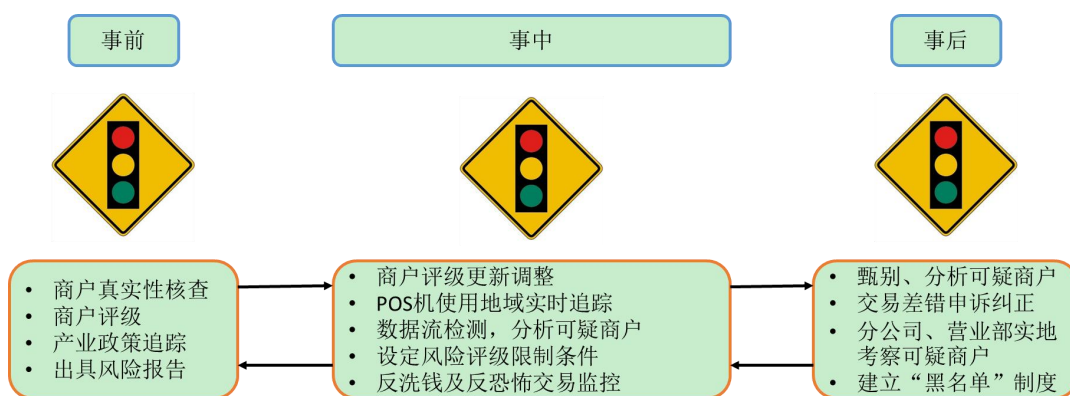 事前
事中
事后
• 商户真实性核查
• 商户评级
• 产业政策追踪
• 出具风险报告
• 商户评级更新调整
• POS机使用地域实时追踪
• 数据流检测，分析可疑商户
• 设定风险评级限制条件
• 反洗钱及反恐怖交易监控
• 甄别、分析可疑商户
• 交易差错申诉纠正
• 分公司、营业部实地
考察可疑商户
• 建立“黑名单”制度